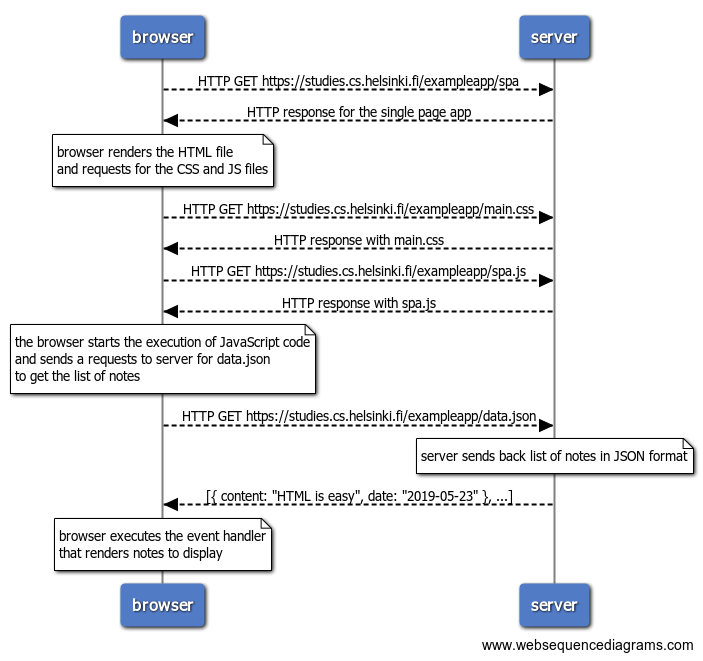 browser
server
HTTP GET https://studies.cs.helsinki.fi/exampleapp/spa
HTTP response for the single page app
browser renders the HTML file
and requests for the CSS and JS files
HTTP GET https://studies.cs.helsinki.fi/exampleapp/main.css
HTTP response with main.css
HTTP GET https://studies.cs.helsinki.fi/exampleapp/spa.js
HTTP response with spa.js
the browser starts the execution of JavaScript code
and sends a requests to server for data.json
to get the list of notes
HTTP GET https://studies.cs.helsinki.fi/exampleapp/data.json
server sends back list of notes in JSON format
[{ content: "HTML is easy", date: "2019-05-23" }, ...]
browser executes the event handler
that renders notes to display
browser
server
www.websequencediagrams.com